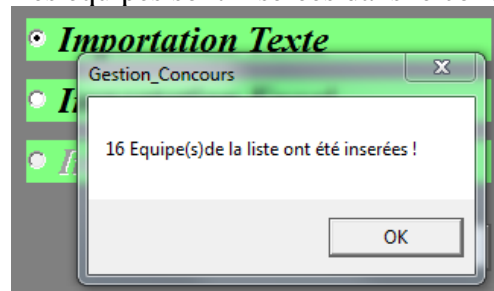 Importation Texte
Gestion_Concours
16 Equipe(s)de la liste ont été inserées !
OK